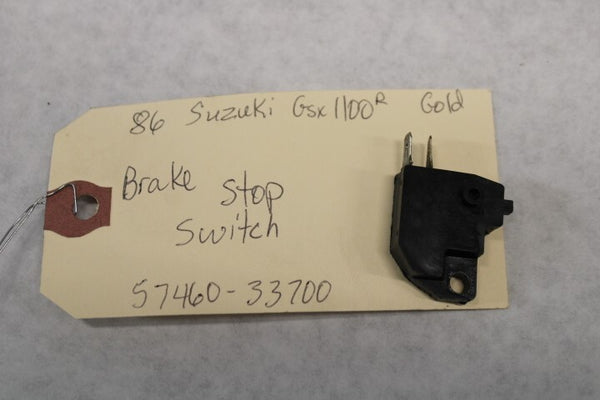 86 Suzuki Gsx1100R Gold
Brake Stop
Switch
57460-33700